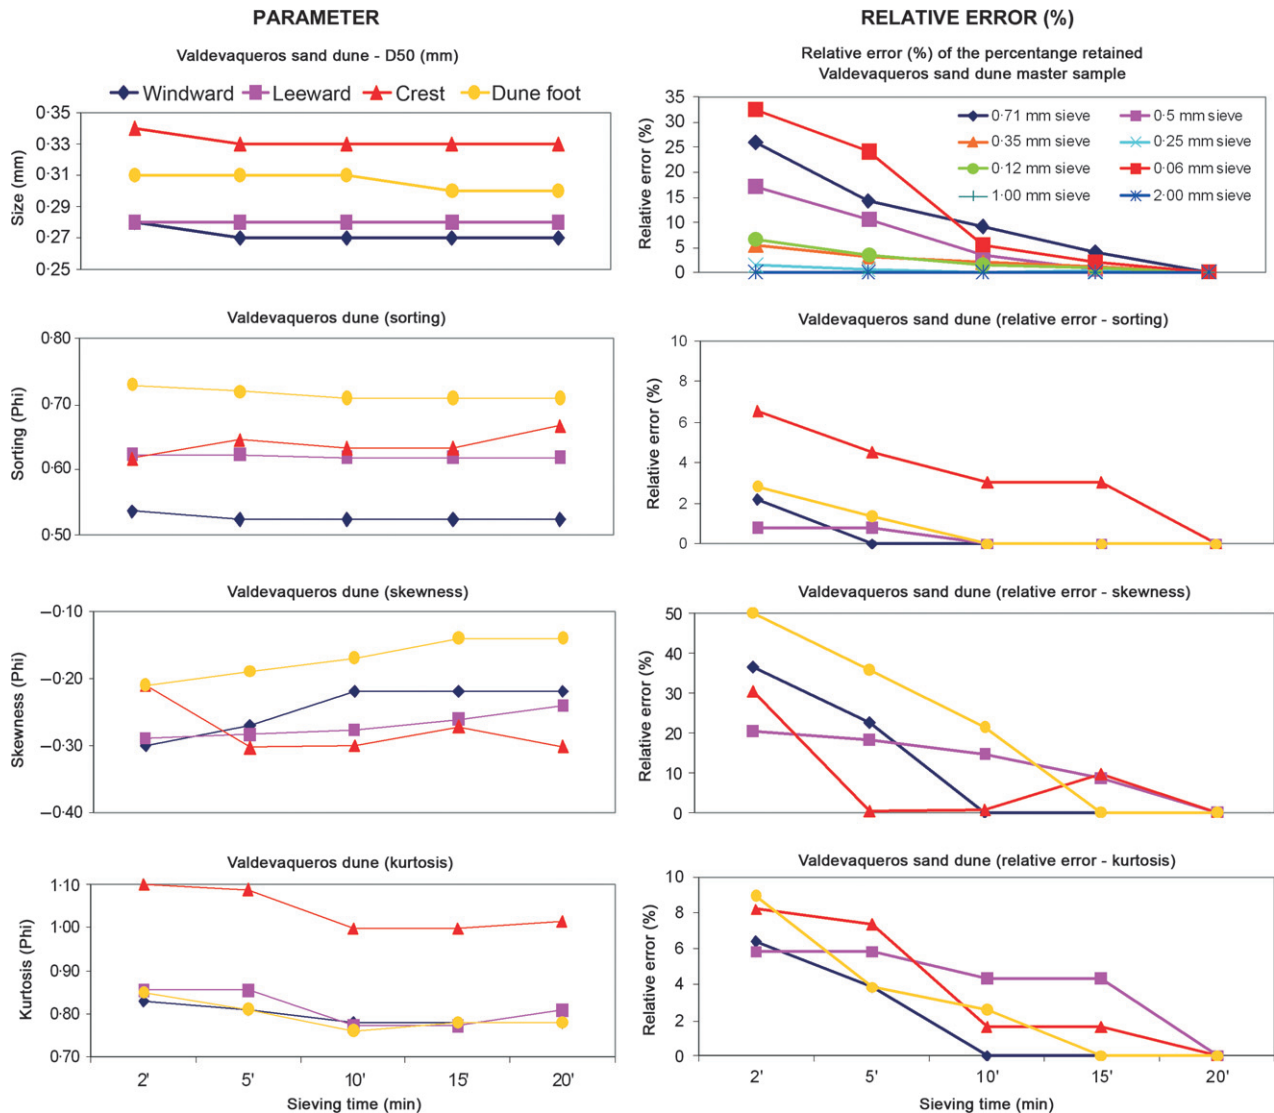 PARAMETER
Valdevaqueros sand dune - D50 (mm)
Windward Leeward Crest Dune foot
Size (mm)
0·35
0·33
0·31
0·29
0·27
0·25
Valdevaqueros dune (sorting)
Sorting (Phi)
0·80
0·70
0·60
0·50
Valdevaqueros dune (skewness)
Skewness (Phi)
–0·10
–0·20
–0·30
–0·40
Valdevaqueros dune (kurtosis)
Kurtosis (Phi)
1·10
1·00
0·90
0·80
0·70
2' 5' 10' 15' 20'
Sieving time (min)
RELATIVE ERROR (%)
Relative error (%) of the percentange retained
Valdevaqueros sand dune master sample
Relative error (%)
35
30
25
20
15
10
5
0
0·71 mm sieve 0·5 mm sieve
0·35 mm sieve 0·25 mm sieve
0·12 mm sieve 0·06 mm sieve
1·00 mm sieve 2·00 mm sieve
Valdevaqueros sand dune (relative error - sorting)
Relative error (%)
10
8
6
4
2
0
Valdevaqueros sand dune (relative error - skewness)
Relative error (%)
50
40
30
20
10
0
Valdevaqueros sand dune (relative error - kurtosis)
Relative error (%)
10
8
6
4
2
0
2' 5' 10' 15' 20'
Sieving time (min)